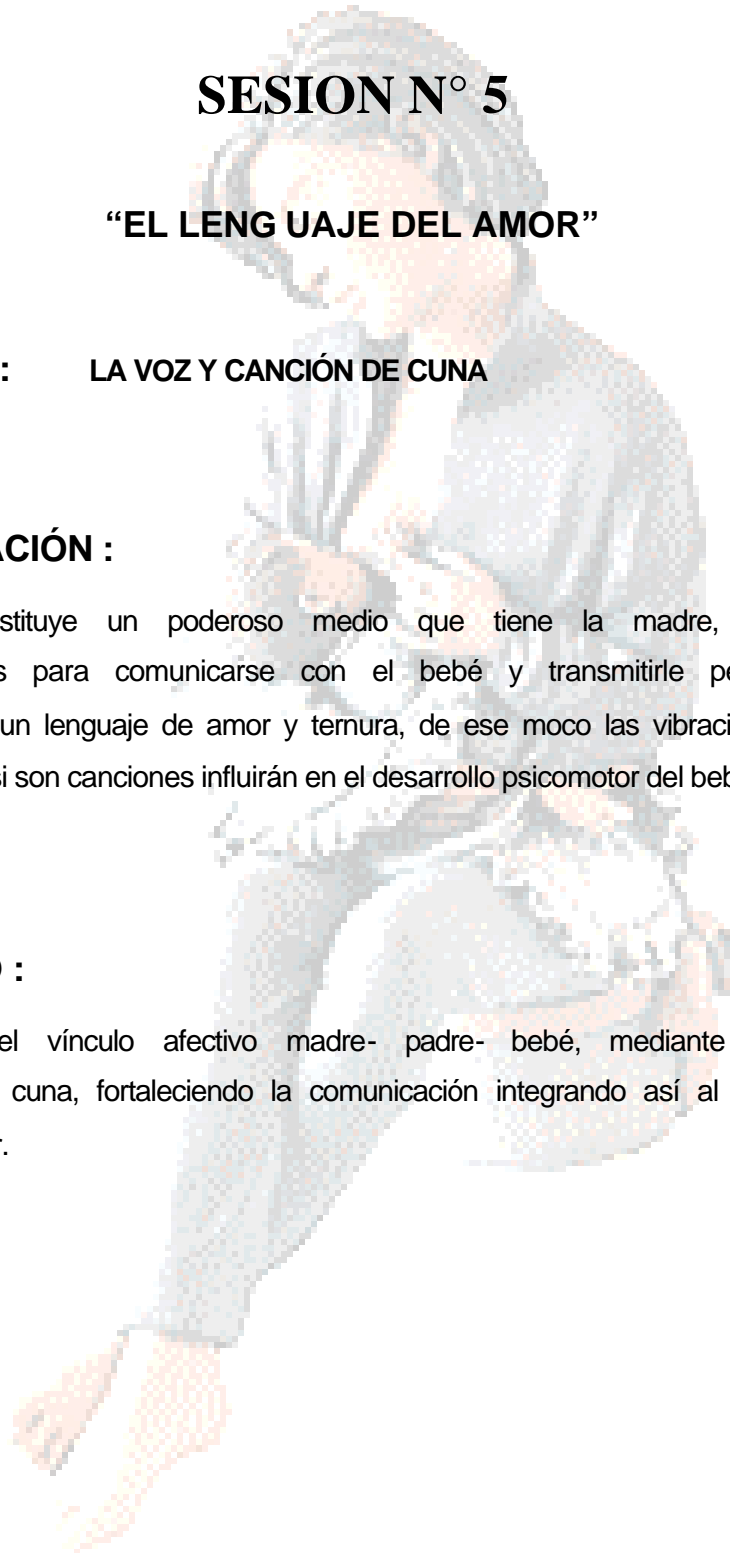 SESION N° 5
“EL LENG UAJE DEL AMOR”
: LA VOZ Y CANCIÓN DE CUNA
ACIÓN :
stituye un poderoso medio que tiene la madre,
s para comunicarse con el bebé y transmitirle pe
un lenguaje de amor y ternura, de ese moco las vibraci
si son canciones influirán en el desarrollo psicomotor del beb
:
el vínculo afectivo madre- padre- bebé, mediante
cuna, fortaleciendo la comunicación integrando así al
r.